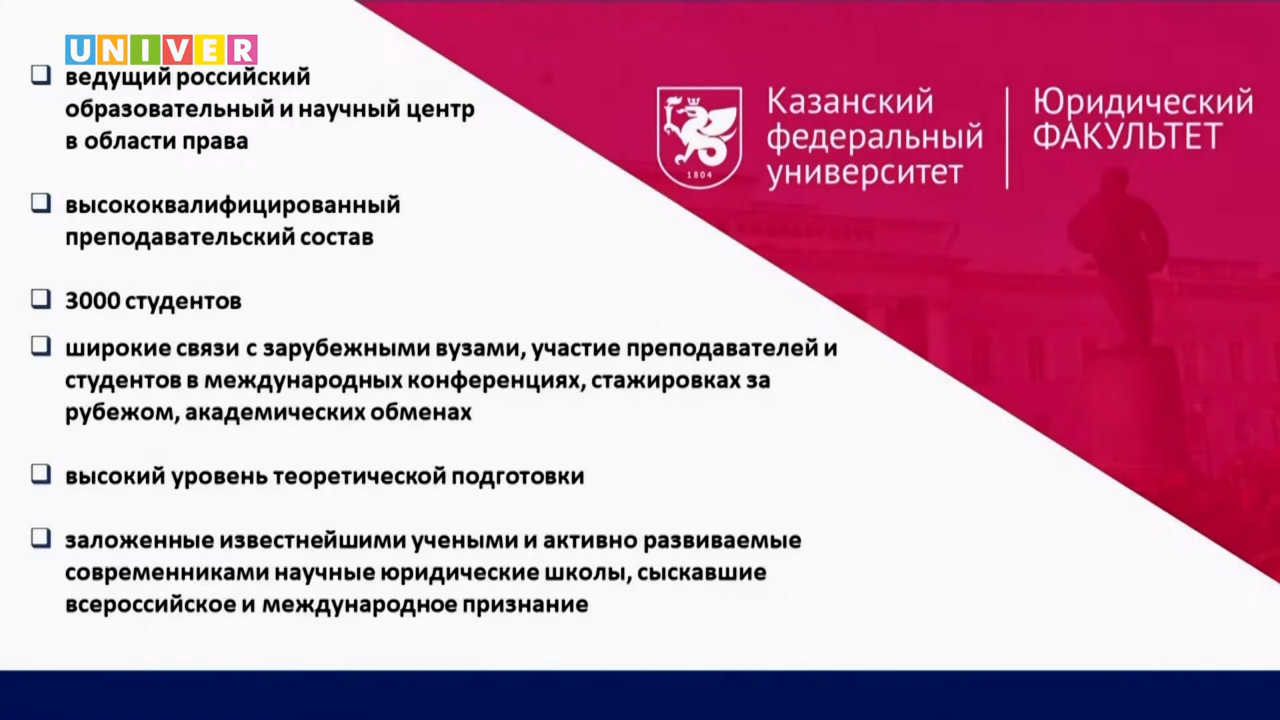 UNIVER
ведущий российский
образовательный и научный центр
в области права
высококвалифицированный
преподавательский состав
3000 студентов
широкие связи с зарубежными вузами, участие преподавателей и
студентов в международных конференциях, стажировках за
рубежом, академических обменах
высокий уровень теоретической подготовки
заложенные известнейшими учеными и активно развиваемые
современниками научные юридические школы, сыскавшие
всероссийское и международное признание
Казанский
федеральный
университет
1804
Юридический
ФАКУЛЬТЕТ